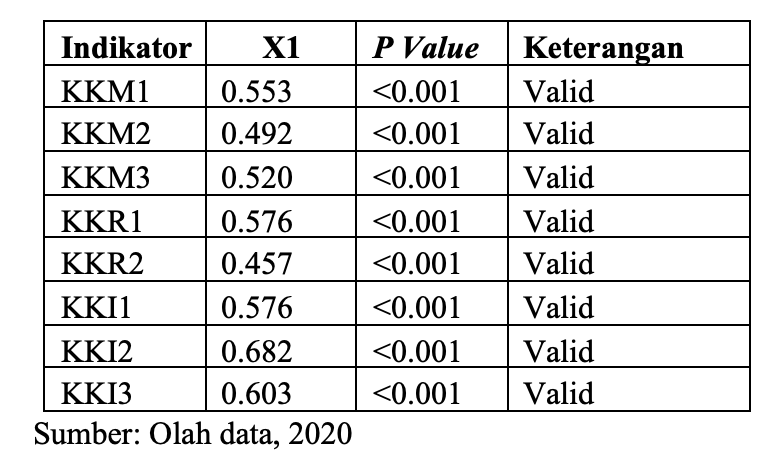 Indikator X1 P Value Keterangan
KKM1 0.553 <0.001 Valid
KKM2 0.492 <0.001 Valid
KKM3 0.520 <0.001 Valid
KKR1 0.576 <0.001 Valid
KKR2 0.457 <0.001 Valid
KKI1 0.576 <0.001 Valid
KKI2 0.682 <0.001 Valid
KKI3 0.603 <0.001 Valid
Sumber: Olah data, 2020